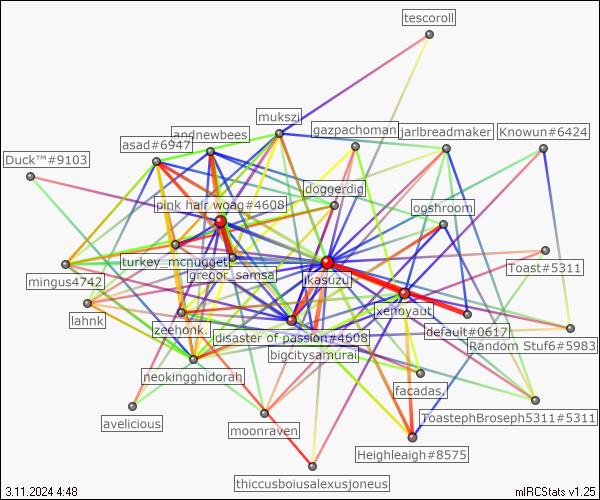 tescoroll
mukszi
andnewbees
gazpachoman
jarlbreadmaker
Knowun#6424
asad#6947
Duck™#9103
doggerdig
pink hair woag#4608
ogshroom
turkey_mcnugget
gregor_samsa
ikasuzui
Toast#5311
mingus4742
xenoyaut
lahnk
zeehonk.
disaster of passion#4608
default#0617
Random Stuf6#5983
bigcitysamurai
neokingghidorah
facadas.
ToastephBroseph5311#5311
avelicious
moonraven
Heighleaigh#8575
thiccusboiusalexusjoneus
3.11.2024 4:48
mIRCStats v1.25